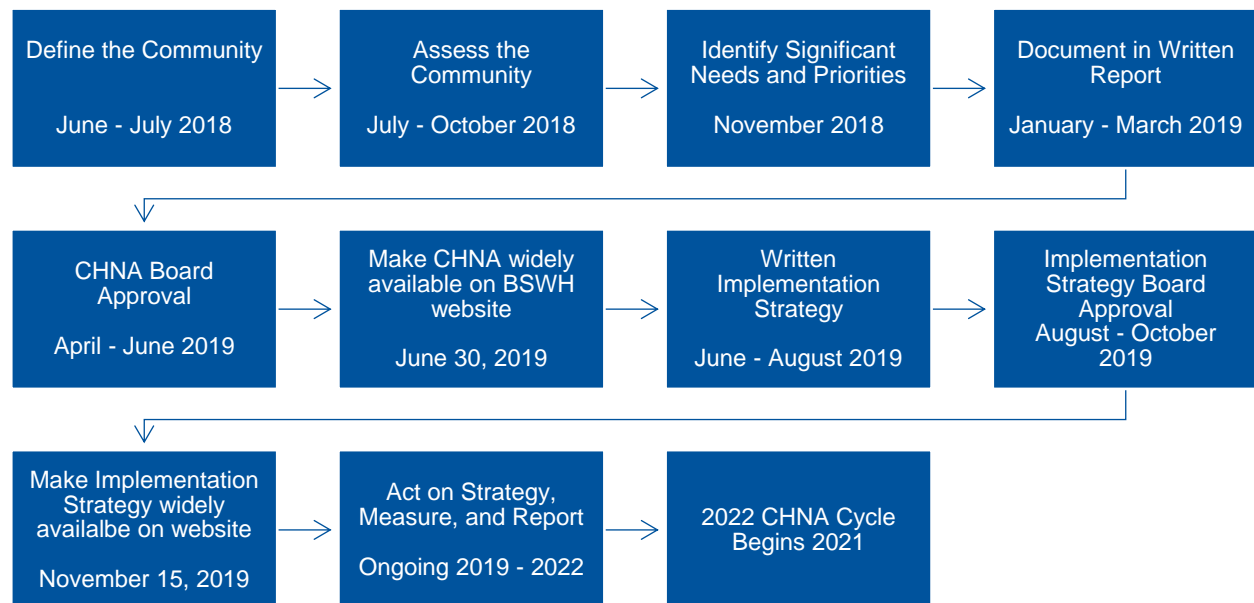 Define the Community
June - July 2018
Assess the
Community
July - October 2018
Identify Significant
Needs and Priorities
November 2018
Document in Written
Report
January - March 2019
CHNA Board
Approval
April - June 2019
Make CHNA widely
available on BSWH
website
June 30, 2019
Written
Implementation
Strategy
June - August 2019
Implementation
Strategy Board
Approval
August - October
2019
Make Implementation
Strategy widely
availalbe on website
November 15, 2019
Act on Strategy,
Measure, and Report
Ongoing 2019 - 2022
2022 CHNA Cycle
Begins 2021